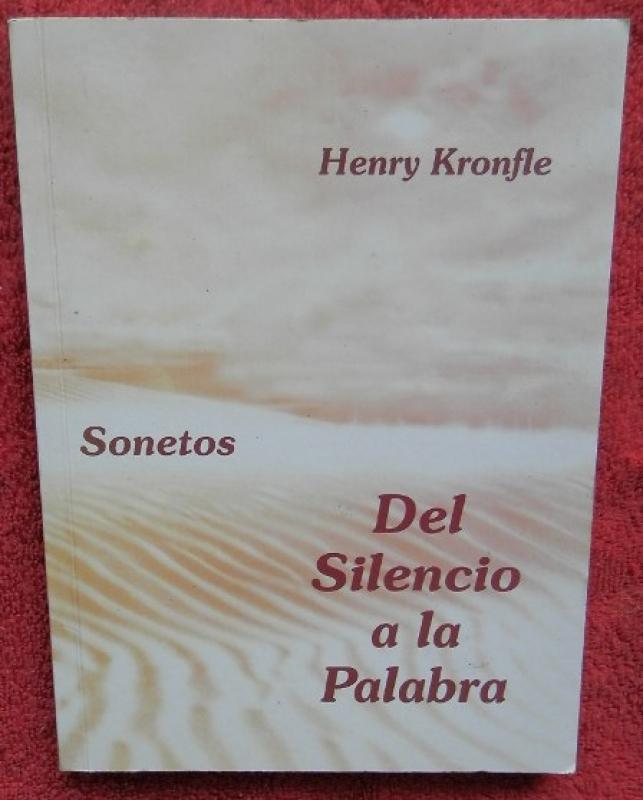 Henry Kronfle
Sonetos
Del
Silencio
a la
Palabra